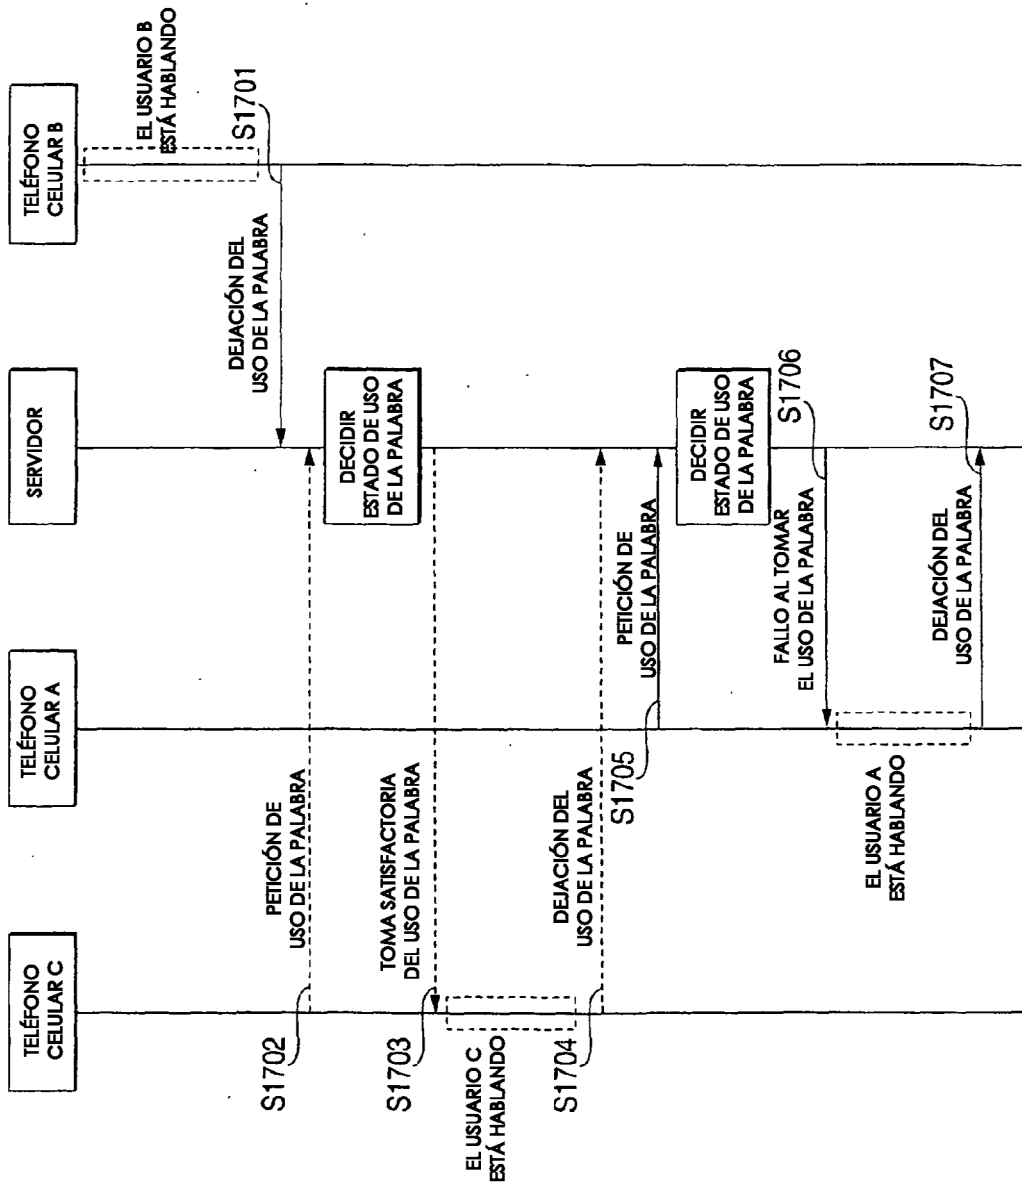 TELÉFONO
CELULAR C
TELÉFONO
CELULAR A
SERVIDOR
TELÉFONO
CELULAR B
EL USUARIO B
ESTÁ HABLANDO
S1701
DEJACIÓN DEL
USO DE LA PALABRA
S1702
PETICIÓN DE
USO DE LA PALABRA
DECIDIR
ESTADO DE USO
DE LA PALABRA
S1703
TOMA SATISFACTORIA
DEL USO DE LA PALABRA
EL USUARIO C
ESTÁ HABLANDO
S1704
DEJACIÓN DEL
USO DE LA PALABRA
S1705
PETICIÓN DE
USO DE LA PALABRA
DECIDIR
ESTADO DE USO
DE LA PALABRA
S1706
FALLO AL TOMAR
EL USO DE LA PALABRA
EL USUARIO A
ESTÁ HABLANDO
DEJACIÓN DEL
USO DE LA PALABRA
S1707